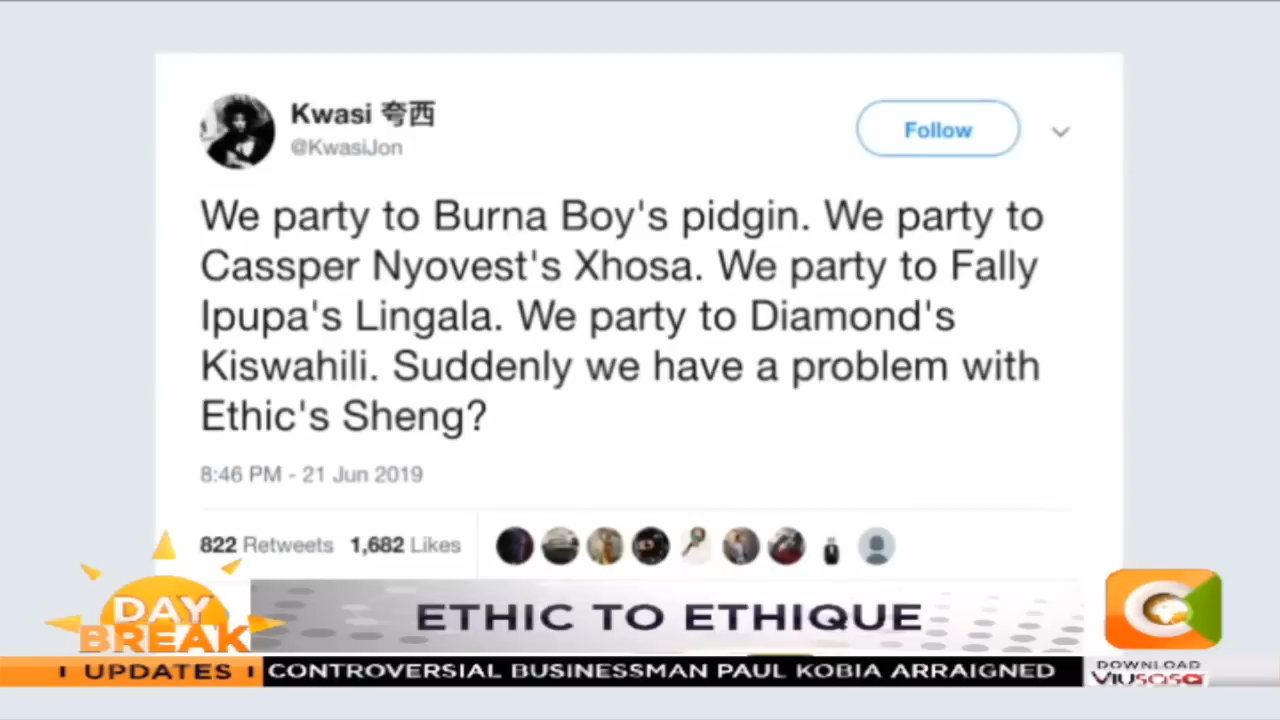 Kwasi 夸西
@KwasiJon
Follow
We party to Burna Boy's pidgin. We party to
Cassper Nyovest's Xhosa. We party to Fally
Ipupa's Lingala. We party to Diamond's
Kiswahili. Suddenly we have a problem with
Ethic's Sheng?
8:46 PM - 21 Jun 2019
822 Retweets 1,682 Likes
DAY
BREAK
ETHIC TO ETHIQUE
UPDATES
CONTROVERSIAL BUSINESSMAN PAUL KOBIA ARRAIGNED
DOWNLOAD
VIUSASA